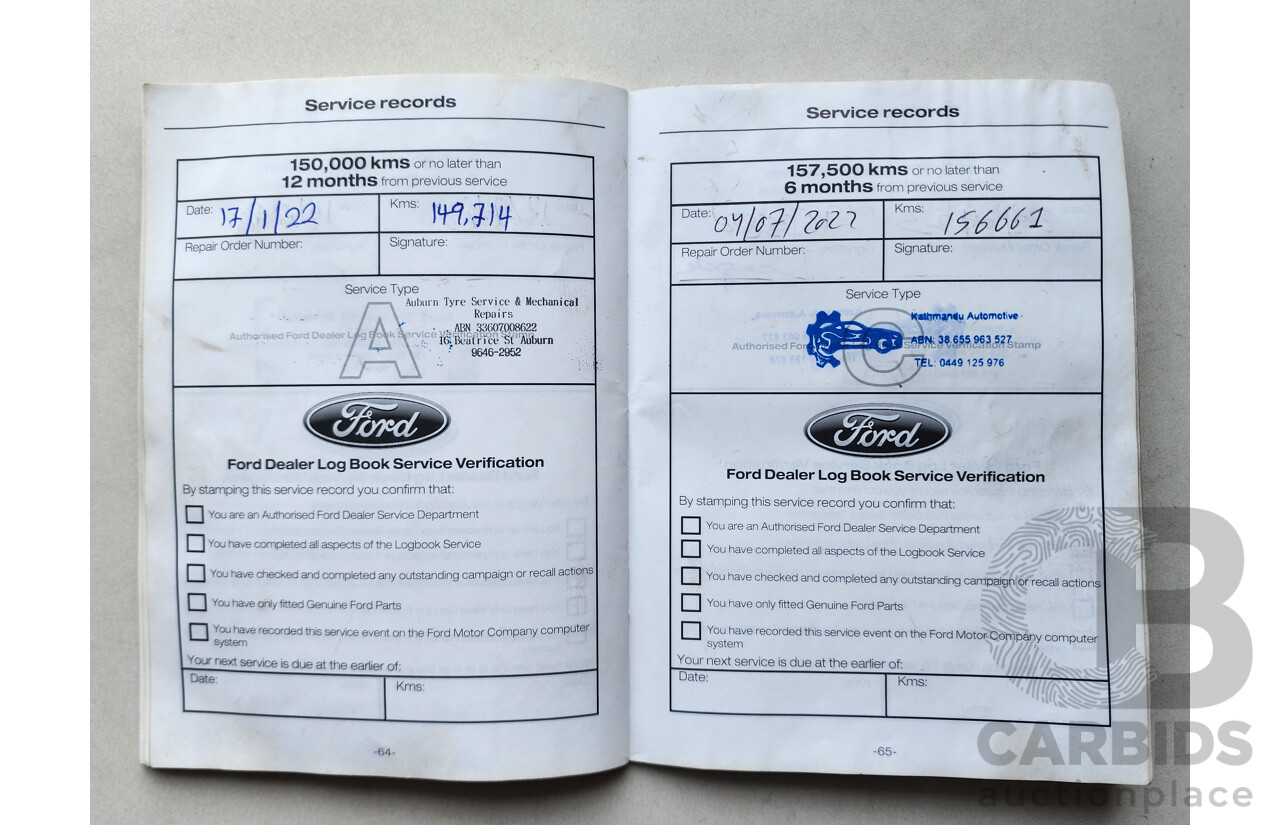 Service records
150,000 kms or no later than
12 months from previous service
Date: 17/1/22
Kms: 149,714
Repair Order Number:
Signature:
Service Type
A
Authorised Ford Dealer Log Book Service Verification Stamp
Auburn Tyre Service & Mechanical
Repairs
ABN 33607008622
16 Beatrice St Auburn
9646-2952
Ford
Ford Dealer Log Book Service Verification
By stamping this service record you confirm that:
You are an Authorised Ford Dealer Service Department
You have completed all aspects of the Logbook Service
You have checked and completed any outstanding campaign or recall actions
You have only fitted Genuine Ford Parts
You have recorded this service event on the Ford Motor Company computer
system
Your next service is due at the earlier of:
Date:
Kms:
-64-
Service records
157,500 kms or no later than
6 months from previous service
Date: 04/07/2022
Kms: 156661
Repair Order Number:
Signature:
Service Type
C
Authorised For Service Verification Stamp
Kathmandu Automotive
ABN: 38 655 963 527
TEL: 0449 125 976
Ford
Ford Dealer Log Book Service Verification
By stamping this service record you confirm that:
You are an Authorised Ford Dealer Service Department
You have completed all aspects of the Logbook Service
You have checked and completed any outstanding campaign or recall actions
You have only fitted Genuine Ford Parts
You have recorded this service event on the Ford Motor Company computer
system
Your next service is due at the earlier of:
Date:
Kms:
-65-
CB
CARBIDS
auctionplace